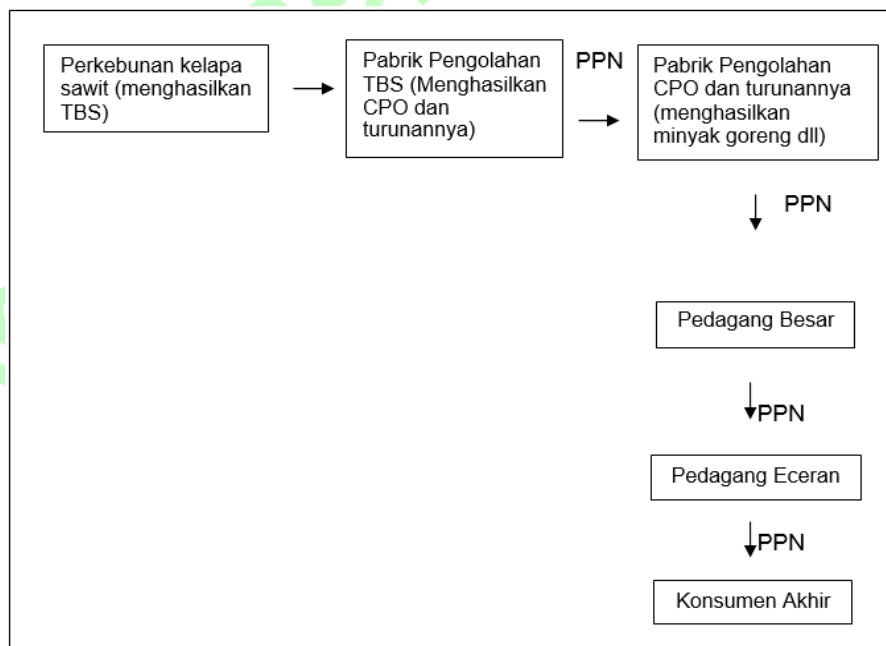 Perkebunan kelapa
sawit (menghasilkan
TBS)
Pabrik Pengolahan
TBS (Menghasilkan
CPO dan
turunannya)
PPN
Pabrik Pengolahan
CPO dan turunannya
(menghasilkan
minyak goreng dll)
PPN
Pedagang Besar
PPN
Pedagang Eceran
PPN
Konsumen Akhir